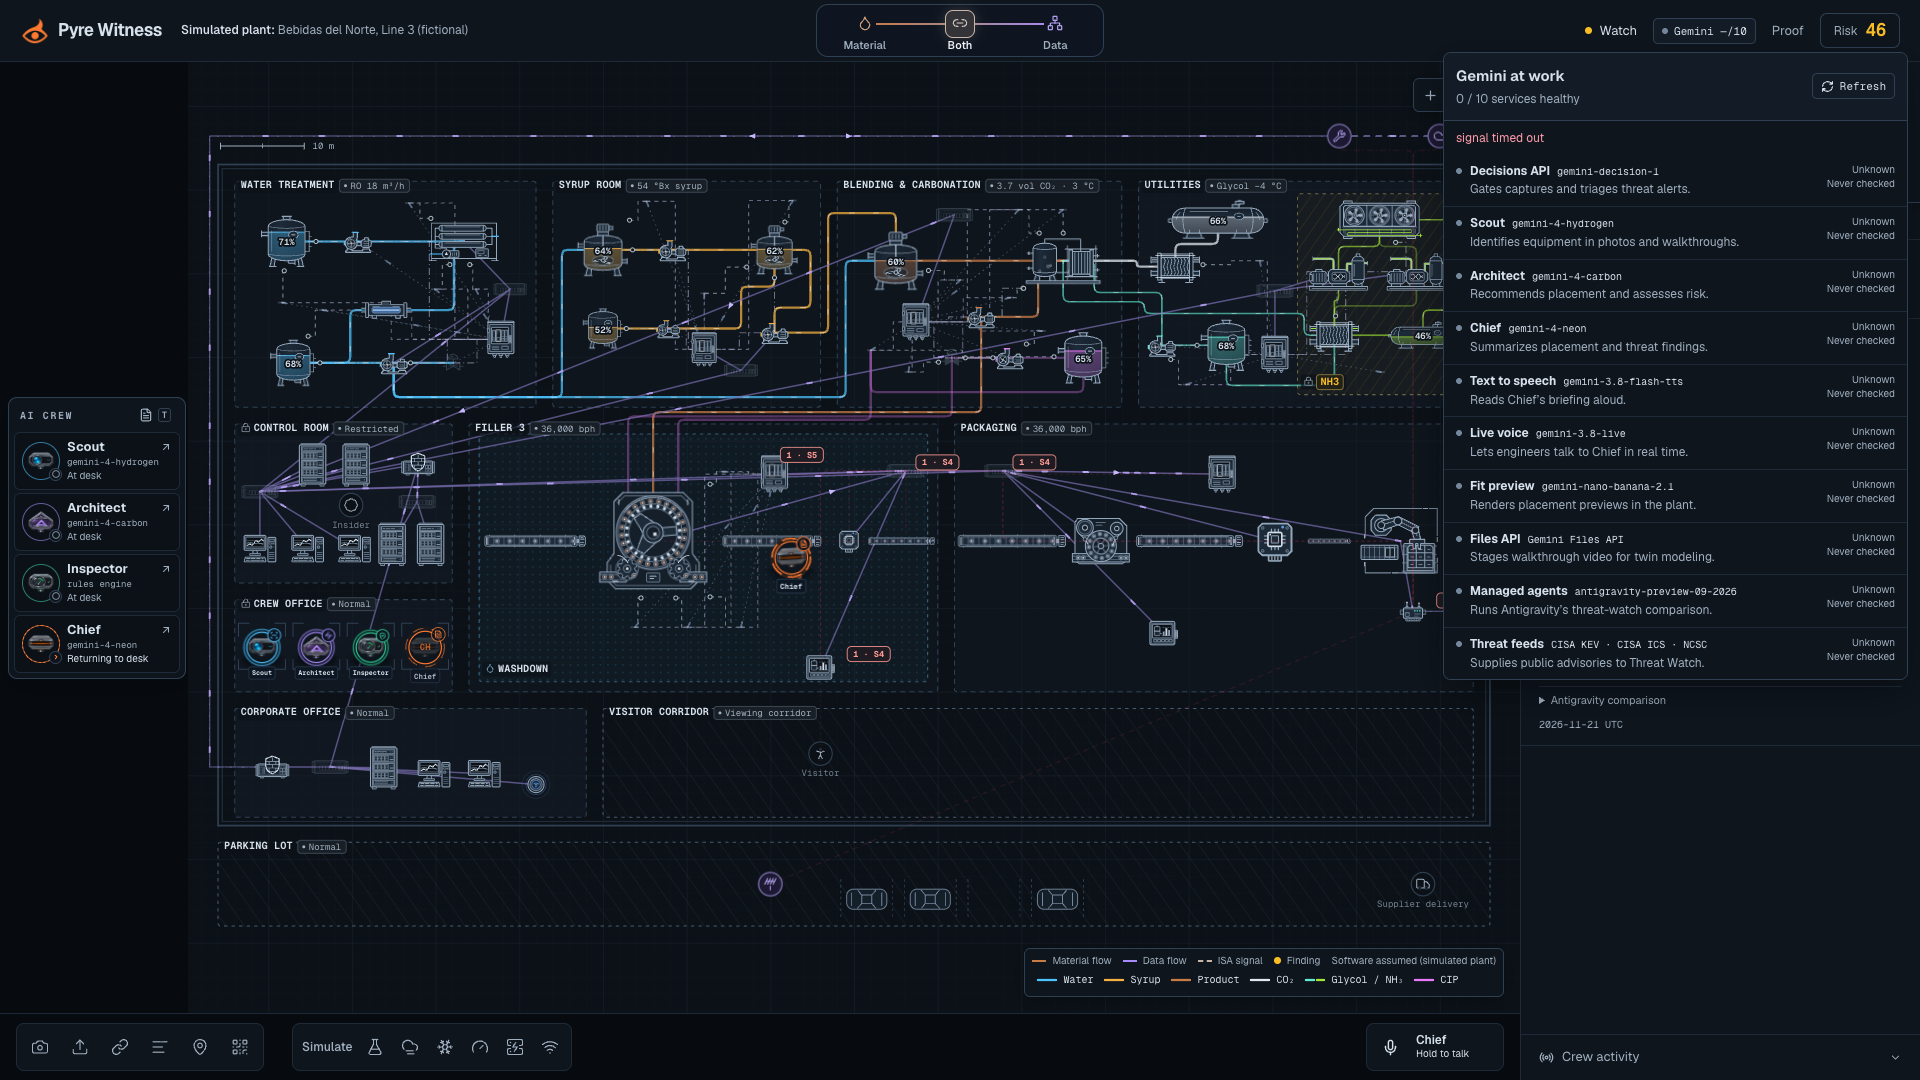 Pyre Witness
Simulated plant: Bebidas del Norte, Line 3 (fictional)
Material
Both
Data
Watch
Gemini –/10
Proof
Risk 46
Gemini at work
0 / 10 services healthy
Refresh
signal timed out
Decisions API gemini-decision-1
Gates captures and triages threat alerts.
Unknown
Never checked
Scout gemini-4-hydrogen
Identifies equipment in photos and walkthroughs.
Unknown
Never checked
Architect gemini-4-carbon
Recommends placement and assesses risk.
Unknown
Never checked
Chief gemini-4-neon
Summarizes placement and threat findings.
Unknown
Never checked
Text to speech gemini-3.8-flash-tts
Reads Chief's briefing aloud.
Unknown
Never checked
Live voice gemini-3.8-live
Lets engineers talk to Chief in real time.
Unknown
Never checked
Fit preview gemini-nano-banana-2.1
Renders placement previews in the plant.
Unknown
Never checked
Files API Gemini Files API
Stages walkthrough video for twin modeling.
Unknown
Never checked
Managed agents antigravity-preview-09-2026
Runs Antigravity's threat-watch comparison.
Unknown
Never checked
Threat feeds CISA KEV · CISA ICS · NCSC
Supplies public advisories to Threat Watch.
Unknown
Never checked
Antigravity comparison
2026-11-21 UTC
10 m
WATER TREATMENT
RO 18 m³/h
71%
68%
SYRUP ROOM
54 °Bx syrup
64%
62%
52%
BLENDING & CARBONATION
3.7 vol CO₂ · 3 °C
60%
65%
UTILITIES
Glycol -4 °C
66%
68%
46%
NH3
AI CREW
T
Scout
gemini-4-hydrogen
At desk
Architect
gemini-4-carbon
At desk
Inspector
rules engine
At desk
Chief
gemini-4-neon
Returning to desk
CONTROL ROOM
Restricted
Insider
FILLER 3
36,000 bph
1 · S5
1 · S4
Chief
1 · S4
WASHDOWN
PACKAGING
36,000 bph
1 · S4
CREW OFFICE
Normal
Scout
Architect
Inspector
CH
Chief
CORPORATE OFFICE
Normal
VISITOR CORRIDOR
Viewing corridor
Visitor
PARKING LOT
Normal
Supplier delivery
Material flow
Data flow
ISA signal
Finding
Software assumed (simulated plant)
Water
Syrup
Product
CO₂
Glycol / NH₃
CIP
Simulate
Chief
Hold to talk
Crew activity